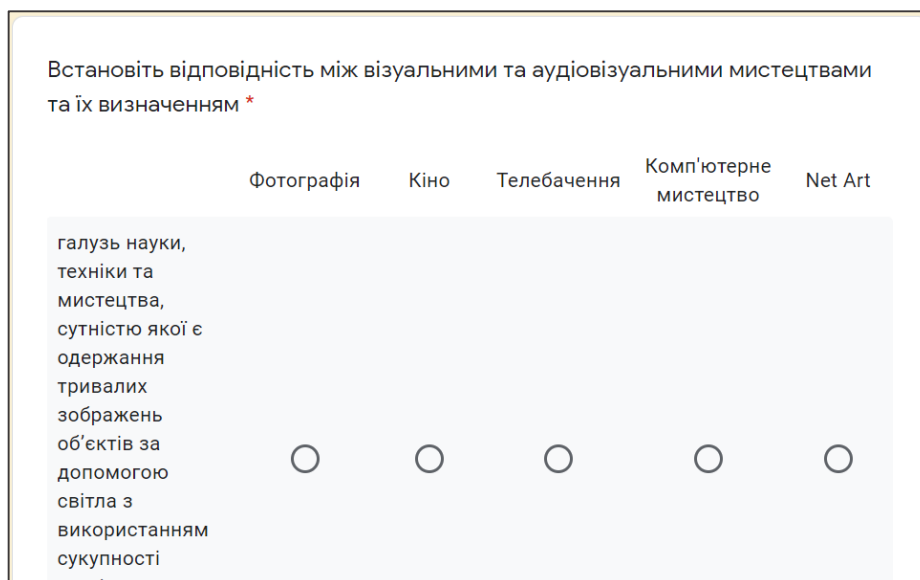 Встановіть відповідність між візуальними та аудіовізуальними мистецтвами
та їх визначенням *
Фотографія Кіно Телебачення Комп'ютерне мистецтво Net Art
галузь науки,
техніки та
мистецтва,
сутністю якої є
одержання
тривалих
зображень
об’єктів за
допомогою
світла з
використанням
сукупності